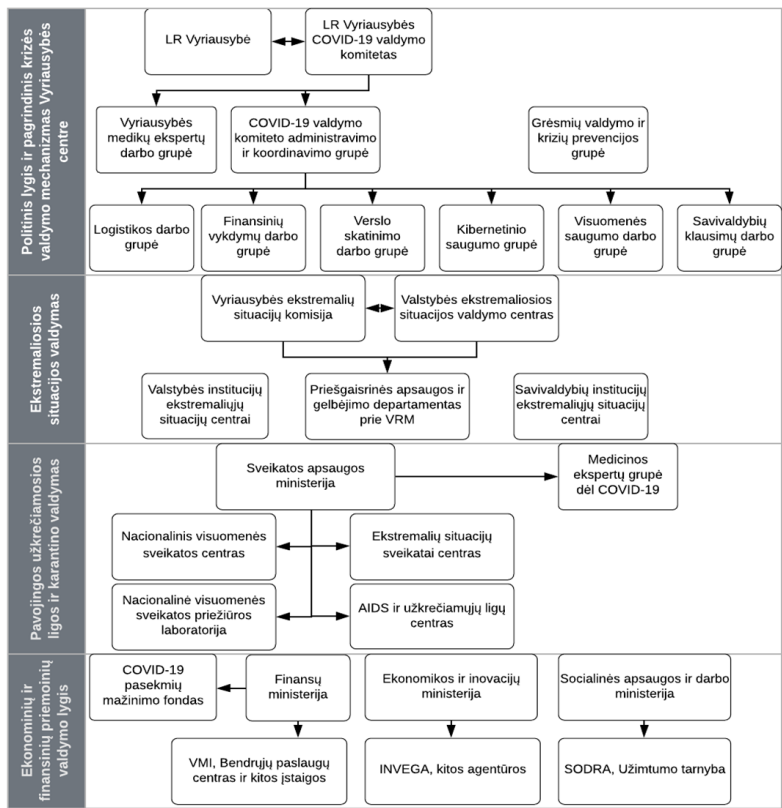 Politinis lygis ir pagrindinis krizės
valdymo mechanizmas Vyriausybės
centre
LR Vyriausybė
LR Vyriausybės
COVID-19 valdymo
komitetas
Vyriausybės
medikų ekspertų
darbo grupė
COVID-19 valdymo
komiteto administravimo
ir koordinavimo grupė
Grėsmių valdymo ir
krizių prevencijos
grupė
Logistikos darbo
grupė
Finansinių
vykdymų darbo
grupė
Verslo
skatinimo
darbo grupė
Kibernetinio
saugumo grupė
Visuomenės
saugumo darbo
grupė
Savivaldybių
klausimų darbo
grupė
Ekstremaliosios
situacijos valdymas
Vyriausybės ekstremalių
situacijų komisija
Valstybės ekstremaliosios
situacijos valdymo centras
Valstybės institucijų
ekstremaliųjų
situacijų centrai
Priešgaisrinės apsaugos ir
gelbėjimo departamentas
prie VRM
Savivaldybių institucijų
ekstremaliųjų situacijų
centrai
Pavojingos užkrečiamosios
ligos ir karantino valdymas
Sveikatos apsaugos
ministerija
Medicinos
ekspertų grupė
dėl COVID-19
Nacionalinis visuomenės
sveikatos centras
Ekstremalių situacijų
sveikatai centras
Nacionalinė visuomenės
sveikatos priežiūros
laboratorija
AIDS ir užkrečiamųjų ligų
centras
Ekonominių ir
finansinių priemoinių
valdymo lygis
COVID-19
pasekmių
mažinimo fondas
Finansų
ministerija
Ekonomikos ir inovacijų
ministerija
Socialinės apsaugos ir darbo
ministerija
VMI, Bendrųjų paslaugų
centras ir kitos įstaigos
INVEGA, kitos agentūros
SODRA, Užimtumo tarnyba